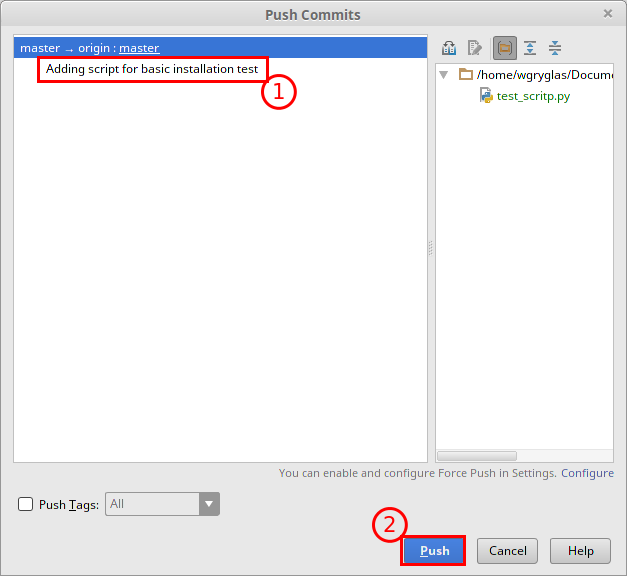 Push Commits
master → origin : master
Adding script for basic installation test
1
/home/wgryglas/Docume
test_scritp.py
You can enable and configure Force Push in Settings. Configure
Push Tags: All
2
Push Cancel Help